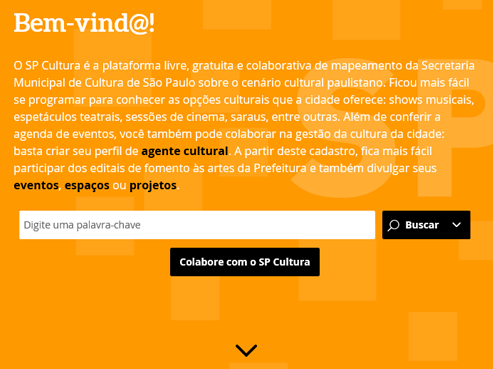 Bem-vind@!
O SP Cultura é a plataforma livre, gratuita e colaborativa de mapeamento da Secretaria
Municipal de Cultura de São Paulo sobre o cenário cultural paulistano. Ficou mais fácil
se programar para conhecer as opções culturais que a cidade oferece: shows musicais,
espetáculos teatrais, sessões de cinema, saraus, entre outras. Além de conferir a
agenda de eventos, você também pode colaborar na gestão da cultura da cidade:
basta criar seu perfil de agente cultural. A partir deste cadastro, fica mais fácil
participar dos editais de fomento às artes da Prefeitura e também divulgar seus
eventos, espaços ou projetos.
Digite uma palavra-chave
Buscar
Colabore com o SP Cultura
SP